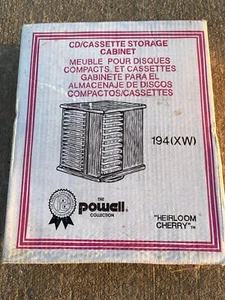 CD/CASSETTE STORAGE
CABINET
MEUBLE POUR DISQUES
COMPACTS. ET CASSETTES
GABINETE PARA EL
ALMACENAJE DE DISCOS
COMPACTOS/CASSETTES
194(XW)
THE
powell
COLLECTION
"HEIRLOOM
CHERRY"™